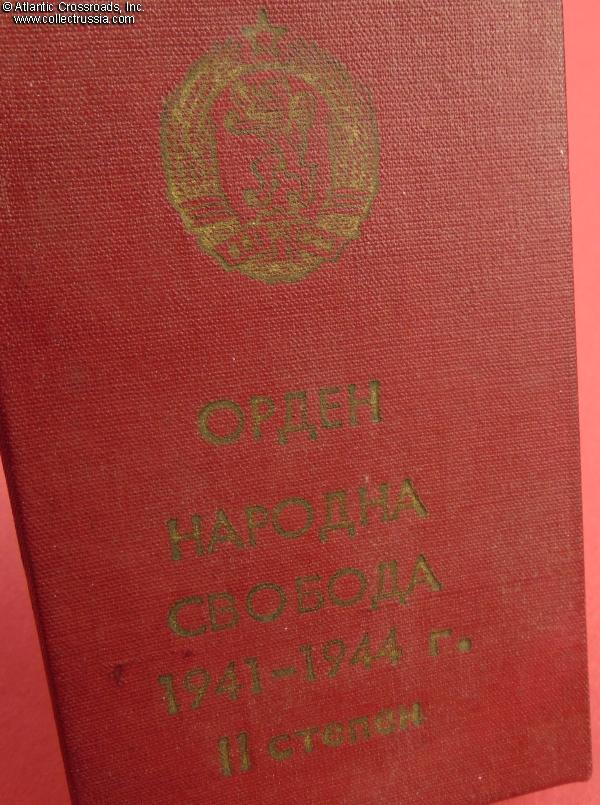 © Atlantic Crossroads, Inc.
www.collectrussia.com
ОРДЕН
НАРОДНА
СВОБОДА
1941-1944 г.
II степен